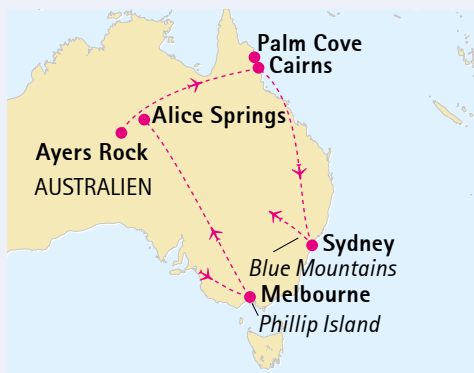 Palm Cove
Cairns
Alice Springs
Ayers Rock
AUSTRALIEN
Sydney
Blue Mountains
Melbourne
Phillip Island